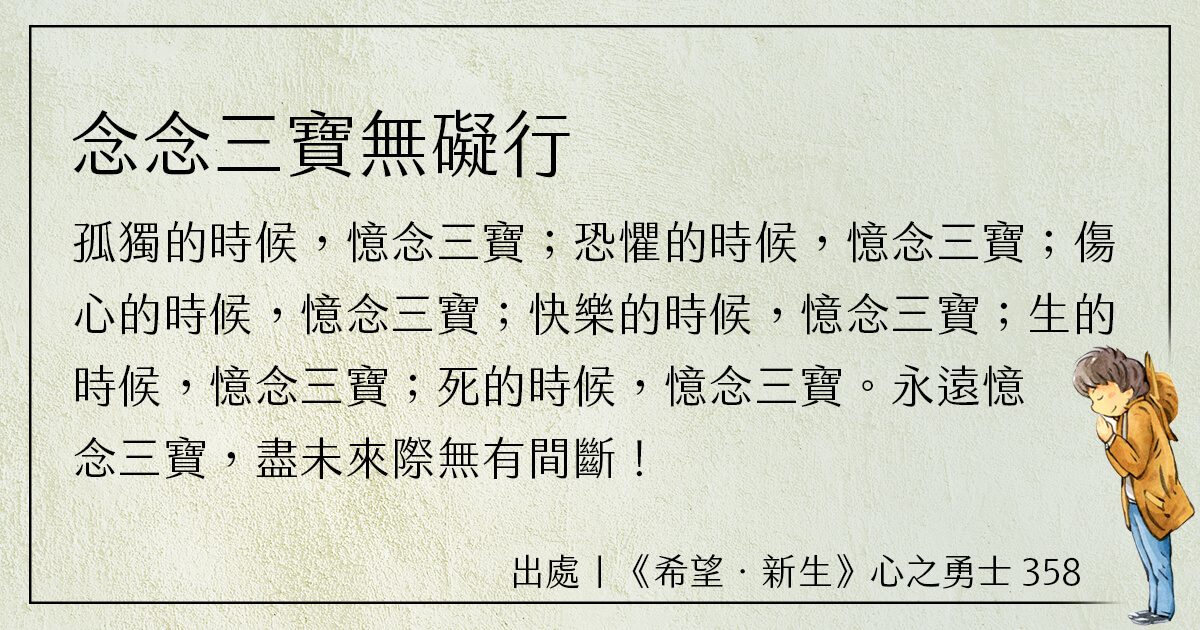 念念三寶無礙行
孤獨的時候，憶念三寶；恐懼的時候，憶念三寶；傷
心的時候，憶念三寶；快樂的時候，憶念三寶；生的
時候，憶念三寶；死的時候，憶念三寶。永遠憶
念三寶，盡未來際無有間斷！
出處｜《希望．新生》心之勇士 358